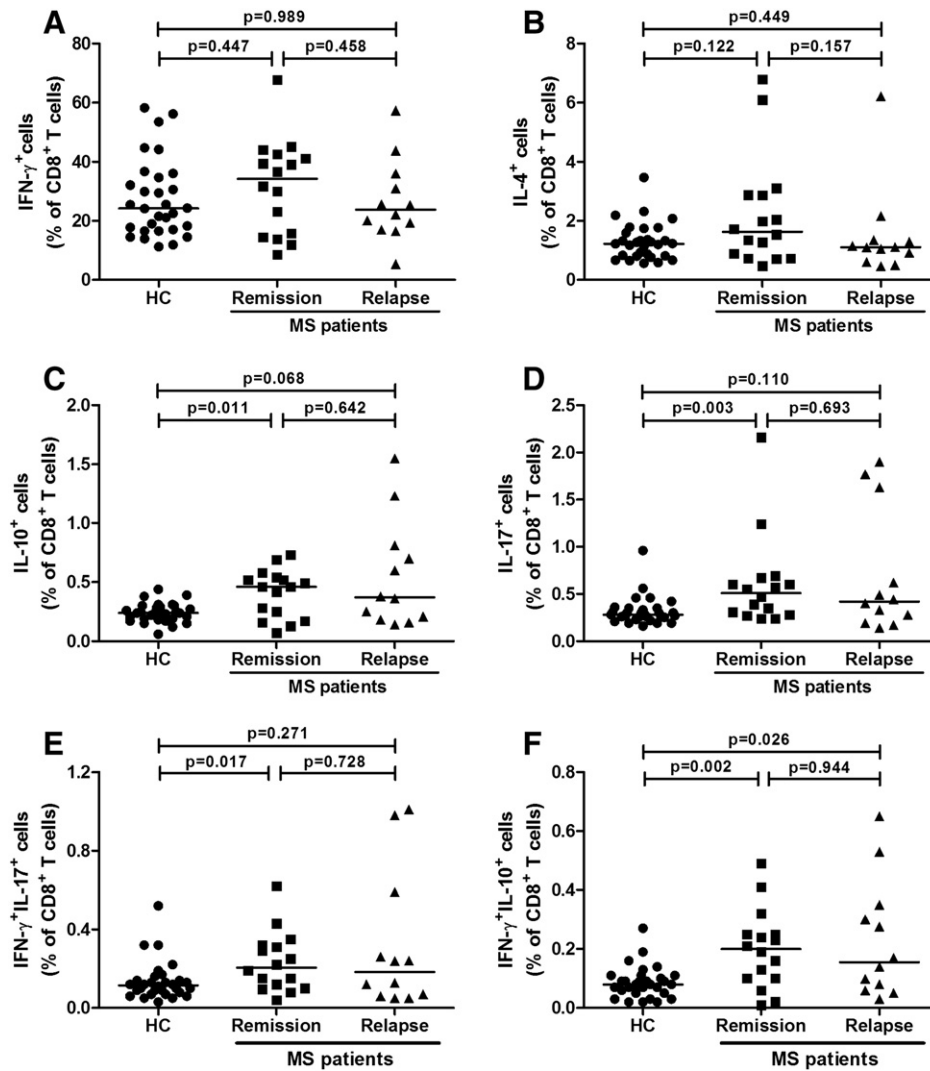 A
p=0.989
p=0.447 p=0.458
IFN-γ⁺cells
(% of CD8⁺ T cells)
80
60
40
20
0
HC Remission Relapse
MS patients
B
p=0.449
p=0.122 p=0.157
IL-4⁺ cells
(% of CD8⁺ T cells)
8
6
4
2
0
HC Remission Relapse
MS patients
C
p=0.068
p=0.011 p=0.642
IL-10⁺ cells
(% of CD8⁺ T cells)
2.0
1.5
1.0
0.5
0.0
HC Remission Relapse
MS patients
D
p=0.110
p=0.003 p=0.693
IL-17⁺ cells
(% of CD8⁺ T cells)
2.5
2.0
1.5
1.0
0.5
0.0
HC Remission Relapse
MS patients
E
p=0.271
p=0.017 p=0.728
IFN-γ⁺IL-17⁺ cells
(% of CD8⁺ T cells)
1.2
0.8
0.4
0.0
HC Remission Relapse
MS patients
F
p=0.026
p=0.002 p=0.944
IFN-γ⁺IL-10⁺ cells
(% of CD8⁺ T cells)
0.8
0.6
0.4
0.2
0.0
HC Remission Relapse
MS patients